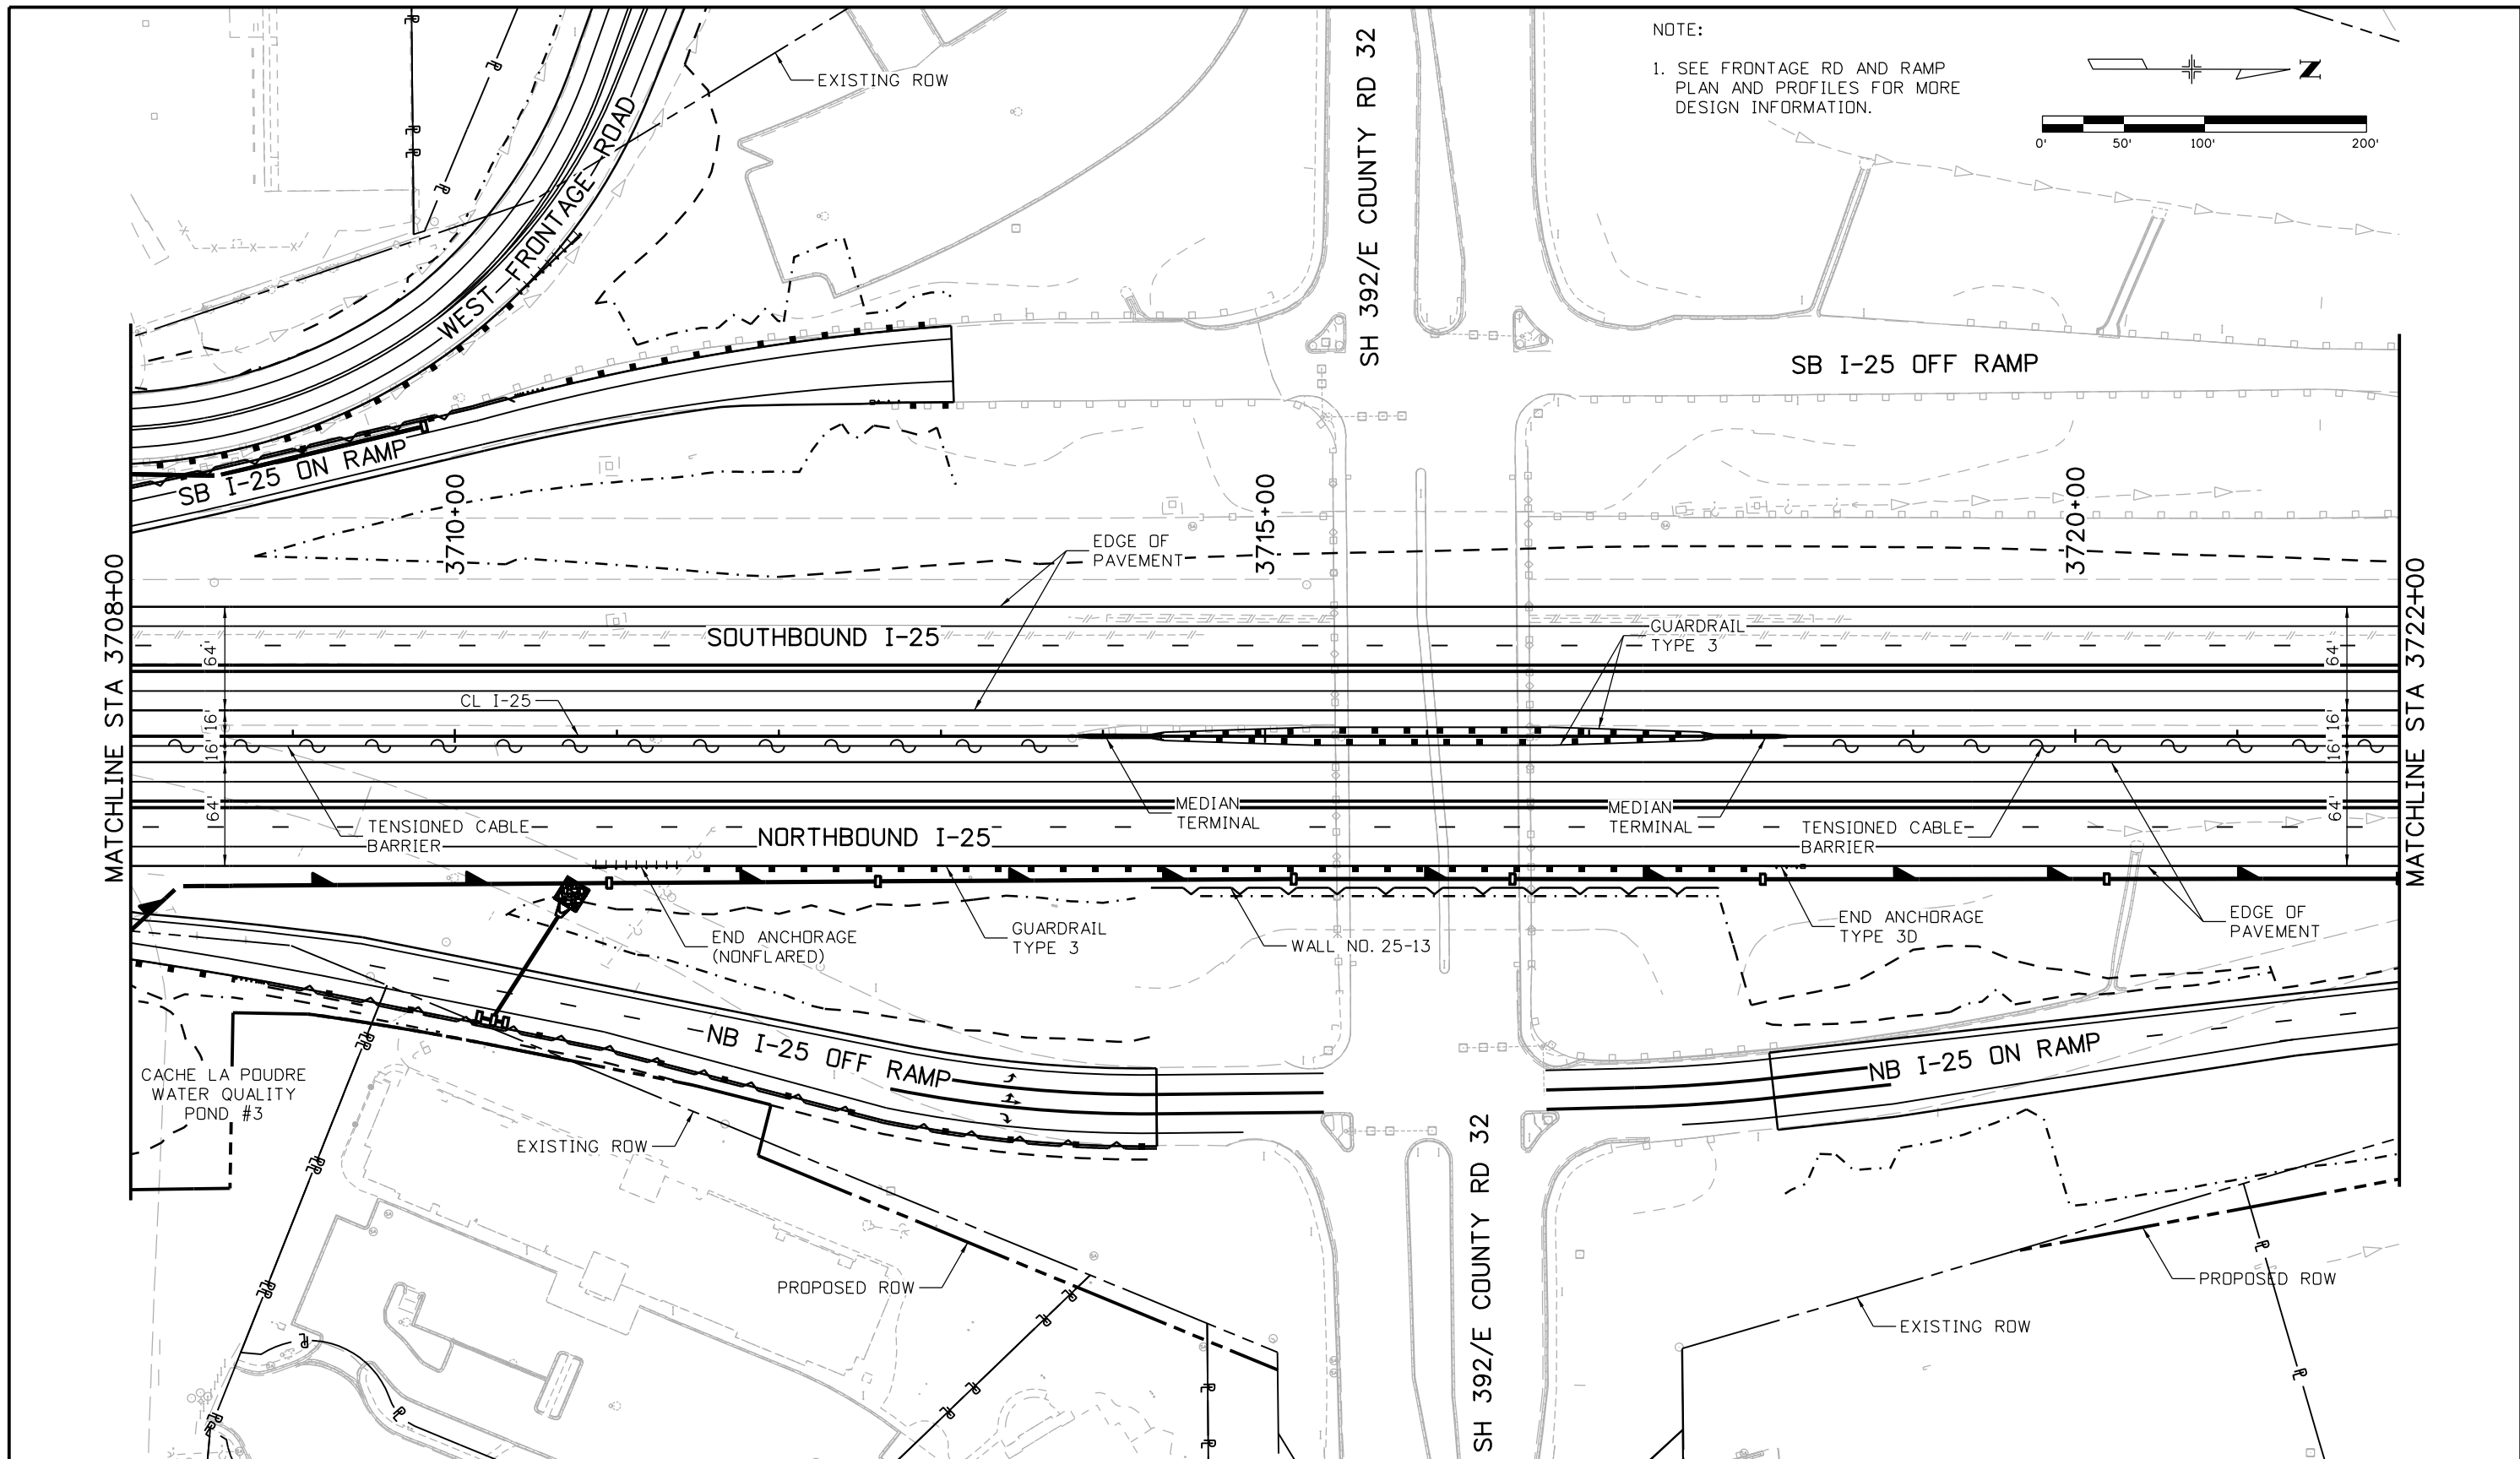 NOTE:
1. SEE FRONTAGE RD AND RAMP
PLAN AND PROFILES FOR MORE
DESIGN INFORMATION.
N
0' 50' 100' 200'
EXISTING ROW
WEST FRONTAGE ROAD
SH 392/E COUNTY RD 32
SB I-25 OFF RAMP
SB I-25 ON RAMP
3710+00
3715+00
3720+00
EDGE OF
PAVEMENT
MATCHLINE STA 3708+00
MATCHLINE STA 3722+00
SOUTHBOUND I-25
GUARDRAIL
TYPE 3
64'
64'
CL I-25
16'
16'
16'
16'
64'
64'
MEDIAN
TERMINAL
MEDIAN
TERMINAL
TENSIONED CABLE
BARRIER
NORTHBOUND I-25
TENSIONED CABLE
BARRIER
END ANCHORAGE
(NONFLARED)
GUARDRAIL
TYPE 3
WALL NO. 25-13
END ANCHORAGE
TYPE 3D
EDGE OF
PAVEMENT
NB I-25 OFF RAMP
NB I-25 ON RAMP
CACHE LA POUDRE
WATER QUALITY
POND #3
EXISTING ROW
PROPOSED ROW
SH 392/E COUNTY RD 32
PROPOSED ROW
EXISTING ROW